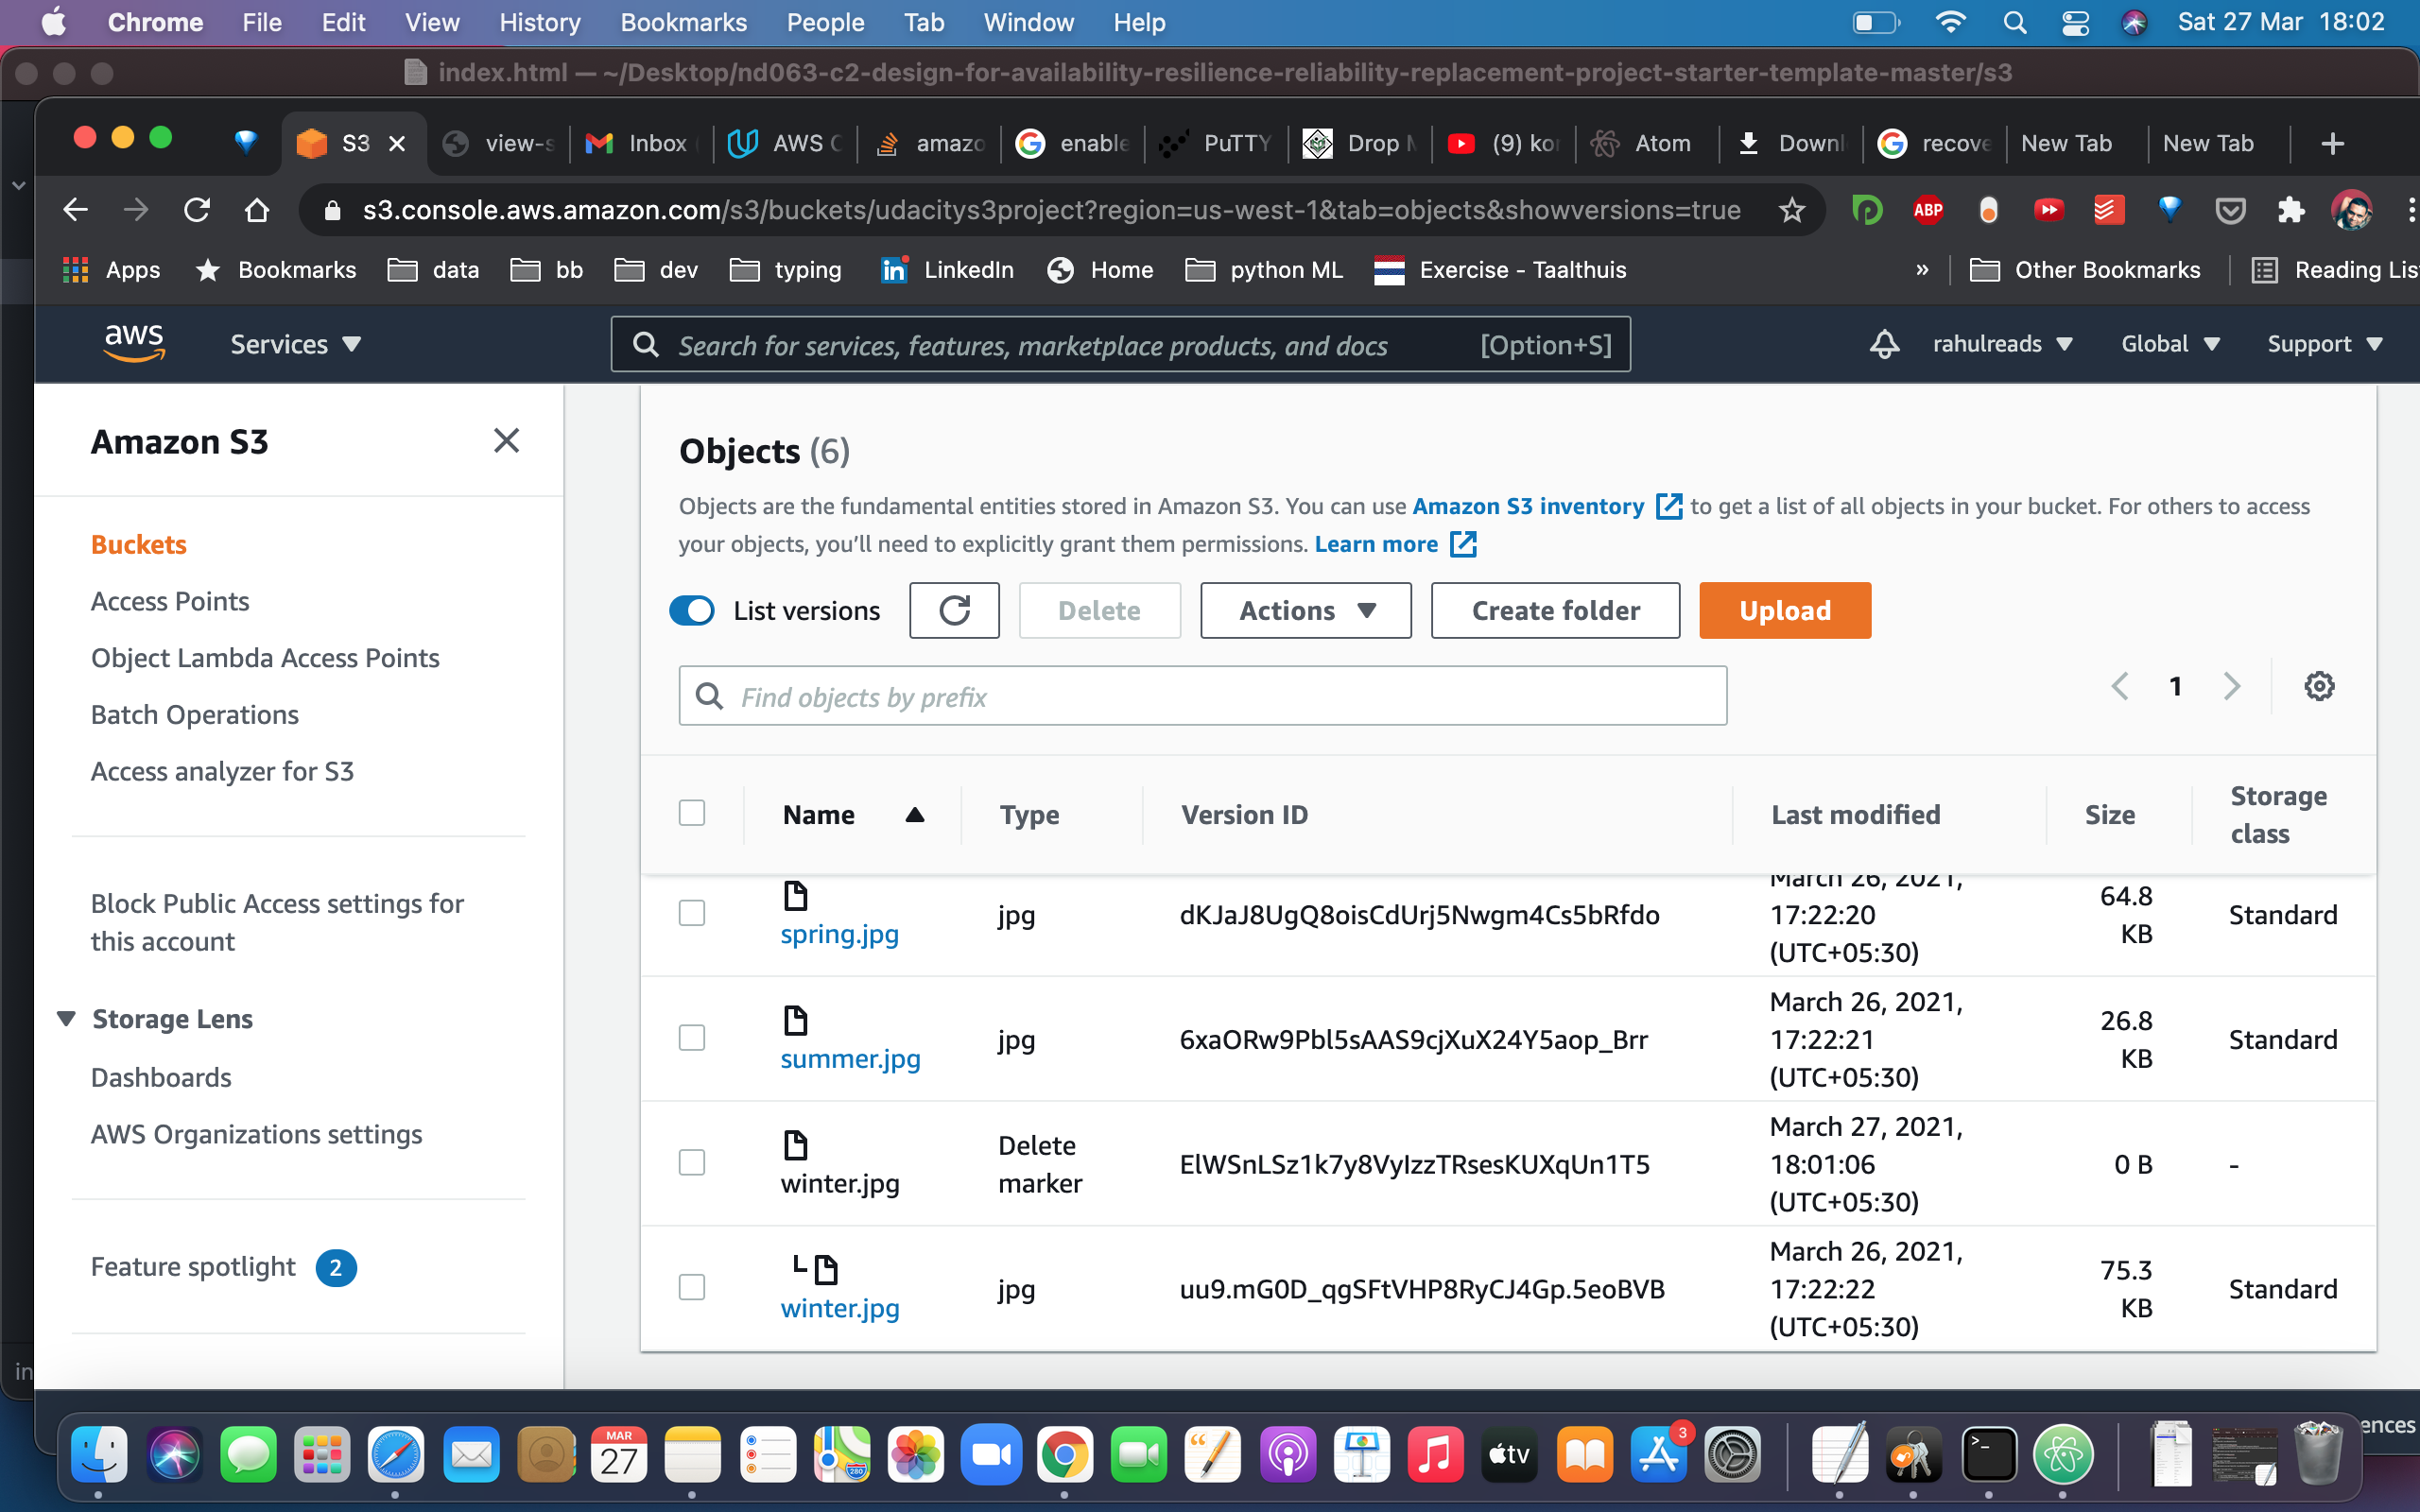 Chrome File Edit View History Bookmarks People Tab Window Help Sat 27 Mar 18:02
index.html — ~/Desktop/nd063-c2-design-for-availability-resilience-reliability-replacement-project-starter-template-master/s3
S3 view-s Inbox AWS C amazo enable PuTTY Drop M (9) kor Atom Downl recove New Tab New Tab
s3.console.aws.amazon.com/s3/buckets/udacitys3project?region=us-west-1&tab=objects&showversions=true ABP
Apps Bookmarks data bb dev typing LinkedIn Home python ML Exercise - Taalthuis » Other Bookmarks Reading Lis
aws Services Search for services, features, marketplace products, and docs [Option+S] rahulreads Global Support
Amazon S3
Buckets
Access Points
Object Lambda Access Points
Batch Operations
Access analyzer for S3
Block Public Access settings for
this account
Storage Lens
Dashboards
AWS Organizations settings
Feature spotlight 2
Objects (6)
Objects are the fundamental entities stored in Amazon S3. You can use Amazon S3 inventory to get a list of all objects in your bucket. For others to access
your objects, you'll need to explicitly grant them permissions. Learn more
List versions Delete Actions Create folder Upload
Find objects by prefix 1
Name Type Version ID Last modified Size Storage class
spring.jpg jpg dKJaJ8UgQ8oisCdUrj5Nwgm4Cs5bRfdo March 26, 2021, 17:22:20 (UTC+05:30) 64.8 KB Standard
summer.jpg jpg 6xaORw9Pbl5sAAS9cjXuX24Y5aop_Brr March 26, 2021, 17:22:21 (UTC+05:30) 26.8 KB Standard
winter.jpg Delete marker ElWSnLSz1k7y8VyIzzTRsesKUXqUn1T5 March 27, 2021, 18:01:06 (UTC+05:30) 0 B -
winter.jpg jpg uu9.mG0D_qgSFtVHP8RyCJ4Gp.5eoBVB March 26, 2021, 17:22:22 (UTC+05:30) 75.3 KB Standard
in
ences
MAR
27
280
tv
3